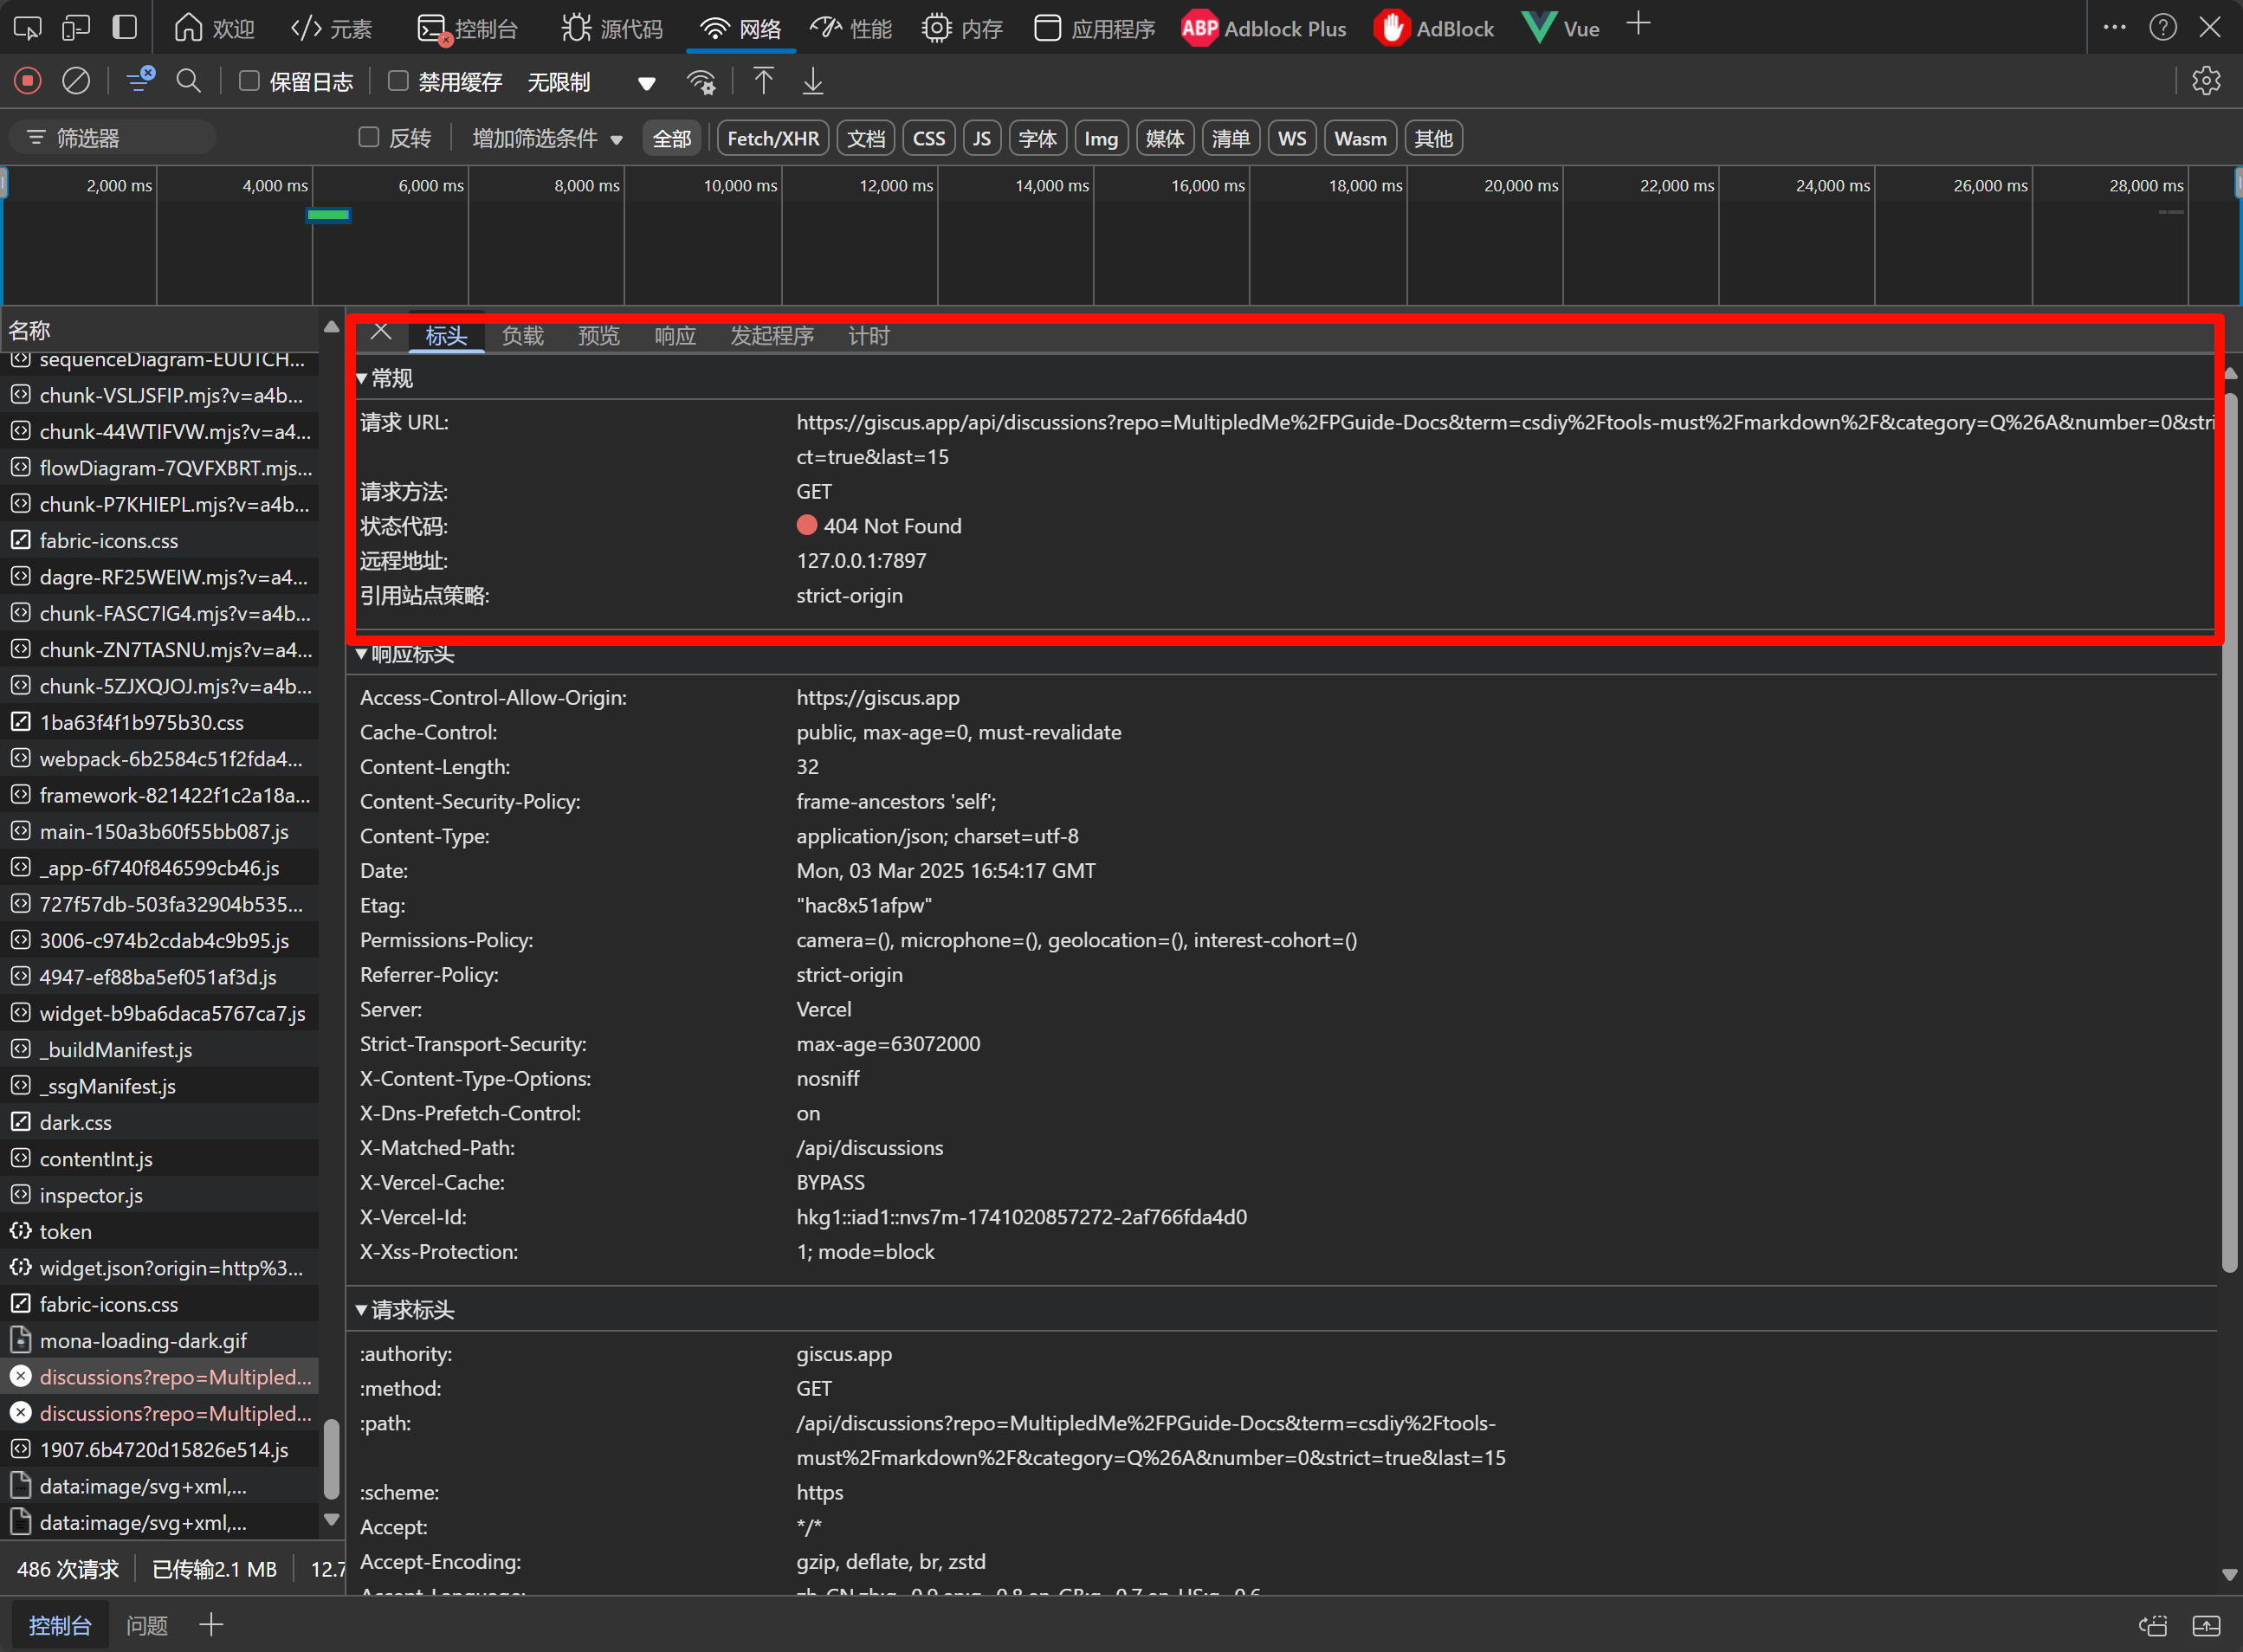 欢迎 元素 控制台 源代码 网络 性能 内存 应用程序 ABP Adblock Plus AdBlock Vue
保留日志 禁用缓存 无限制
筛选器 反转 增加筛选条件 全部 Fetch/XHR 文档 CSS JS 字体 Img 媒体 清单 WS Wasm 其他
2,000 ms 4,000 ms 6,000 ms 8,000 ms 10,000 ms 12,000 ms 14,000 ms 16,000 ms 18,000 ms 20,000 ms 22,000 ms 24,000 ms 26,000 ms 28,000 ms
名称
sequenceDiagram-EUUTCH...
chunk-VSLJSFIP.mjs?v=a4b...
chunk-44WTIFVW.mjs?v=a4...
flowDiagram-7QVFXBRT.mjs...
chunk-P7KHIEPL.mjs?v=a4b...
fabric-icons.css
dagre-RF25WEIW.mjs?v=a4...
chunk-FASC7IG4.mjs?v=a4b...
chunk-ZN7TASNU.mjs?v=a4...
chunk-5ZJXQJOJ.mjs?v=a4b...
1ba63f4f1b975b30.css
webpack-6b2584c51f2fda4...
framework-821422f1c2a18a...
main-150a3b60f55bb087.js
_app-6f740f846599cb46.js
727f57db-503fa32904b535...
3006-c974b2cdab4c9b95.js
4947-ef88ba5ef051af3d.js
widget-b9ba6daca5767ca7.js
_buildManifest.js
_ssgManifest.js
dark.css
contentInt.js
inspector.js
token
widget.json?origin=http%3...
fabric-icons.css
mona-loading-dark.gif
discussions?repo=Multipled...
discussions?repo=Multipled...
1907.6b4720d15826e514.js
data:image/svg+xml,...
data:image/svg+xml,...
486 次请求 已传输2.1 MB 12.7
标头 负载 预览 响应 发起程序 计时
常规
请求 URL: https://giscus.app/api/discussions?repo=MultipledMe%2FPGuide-Docs&term=csdiy%2Ftools-must%2Fmarkdown%2F&category=Q%26A&number=0&stri
ct=true&last=15
请求方法: GET
状态代码: 404 Not Found
远程地址: 127.0.0.1:7897
引用站点策略: strict-origin
响应标头
Access-Control-Allow-Origin: https://giscus.app
Cache-Control: public, max-age=0, must-revalidate
Content-Length: 32
Content-Security-Policy: frame-ancestors 'self';
Content-Type: application/json; charset=utf-8
Date: Mon, 03 Mar 2025 16:54:17 GMT
Etag: "hac8x51afpw"
Permissions-Policy: camera=(), microphone=(), geolocation=(), interest-cohort=()
Referrer-Policy: strict-origin
Server: Vercel
Strict-Transport-Security: max-age=63072000
X-Content-Type-Options: nosniff
X-Dns-Prefetch-Control: on
X-Matched-Path: /api/discussions
X-Vercel-Cache: BYPASS
X-Vercel-Id: hkg1::iad1::nvs7m-1741020857272-2af766fda4d0
X-Xss-Protection: 1; mode=block
请求标头
:authority: giscus.app
:method: GET
:path: /api/discussions?repo=MultipledMe%2FPGuide-Docs&term=csdiy%2Ftools-
must%2Fmarkdown%2F&category=Q%26A&number=0&strict=true&last=15
:scheme: https
Accept: */*
Accept-Encoding: gzip, deflate, br, zstd
控制台 问题